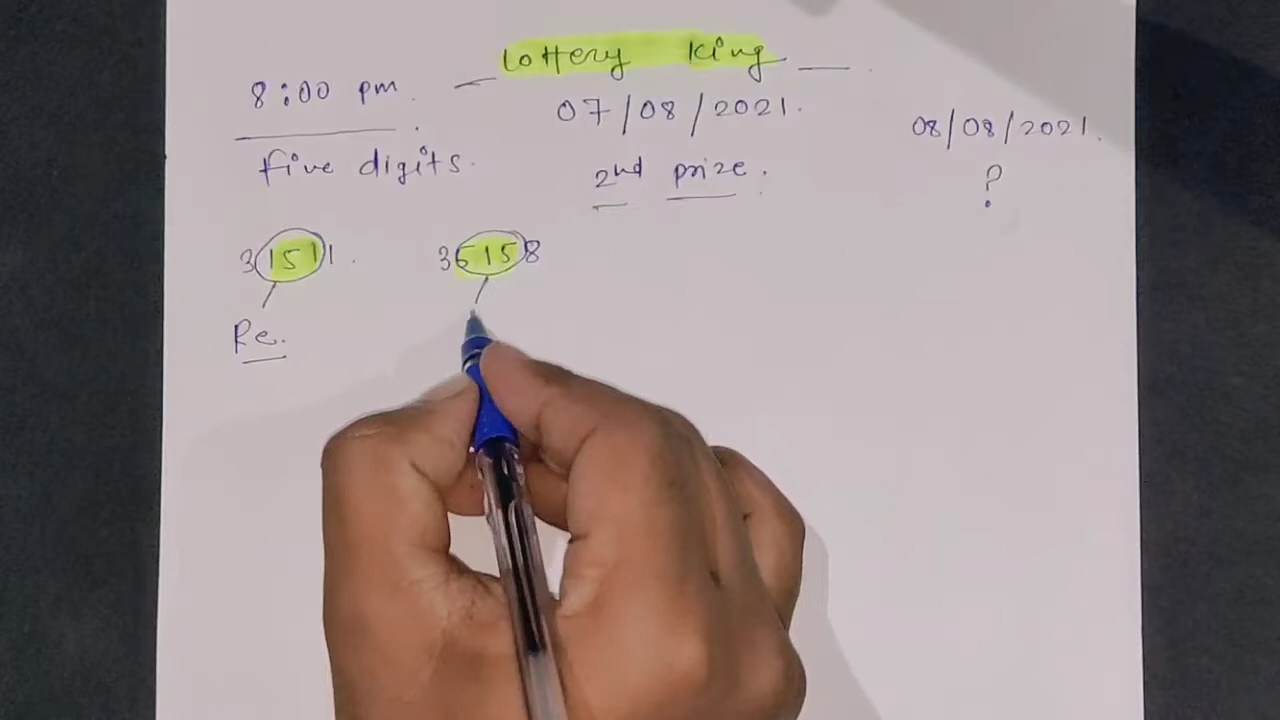 Lottery King
8:00 pm.
07/08/2021.
08/08/2021.
five digits.
2nd prize.
?
31511.
35158
Re.